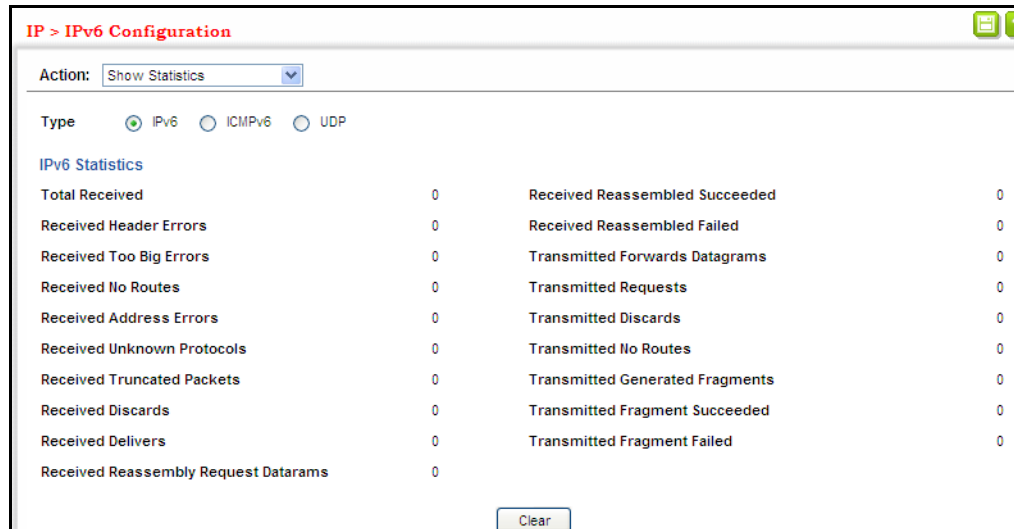 IP > IPv6 Configuration
Action: Show Statistics
Type IPv6 ICMPv6 UDP
IPv6 Statistics
Total Received 0 Received Reassembled Succeeded 0
Received Header Errors 0 Received Reassembled Failed 0
Received Too Big Errors 0 Transmitted Forwards Datagrams 0
Received No Routes 0 Transmitted Requests 0
Received Address Errors 0 Transmitted Discards 0
Received Unknown Protocols 0 Transmitted No Routes 0
Received Truncated Packets 0 Transmitted Generated Fragments 0
Received Discards 0 Transmitted Fragment Succeeded 0
Received Delivers 0 Transmitted Fragment Failed 0
Received Reassembly Request Datarams 0
Clear